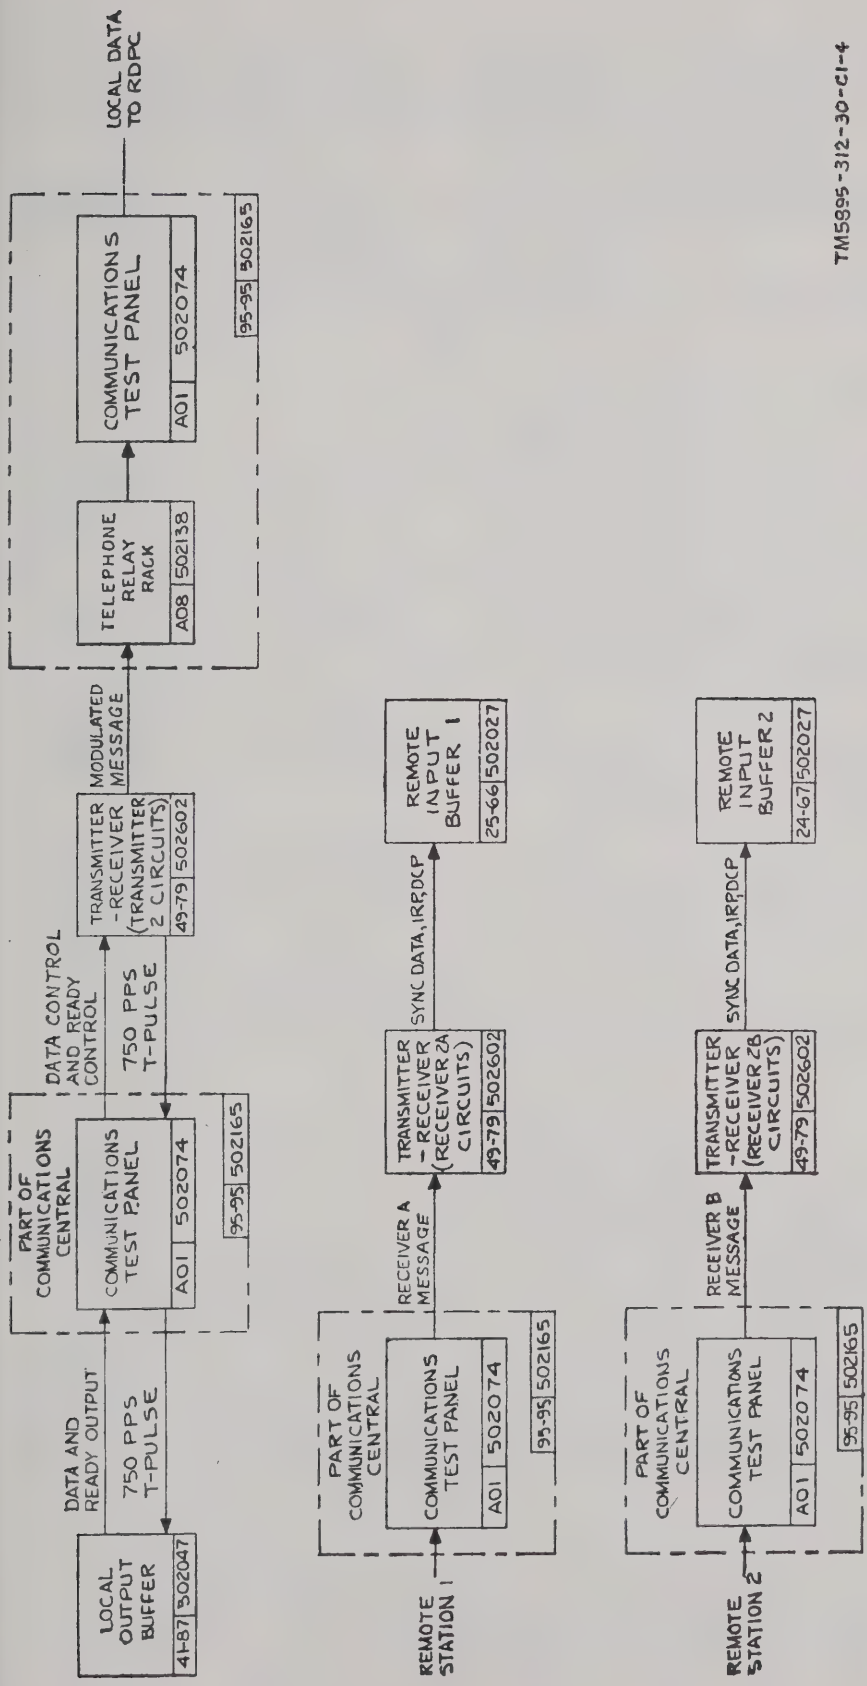 LOCAL
OUTPUT
BUFFER
41-87 502047
DATA AND
READY OUTPUT
750 PPS
T-PULSE
PART OF
COMMUNICATIONS
CENTRAL
COMMUNICATIONS
TEST PANEL
A01 502074
95-95 502165
DATA CONTROL
AND READY
CONTROL
750 PPS
T-PULSE
TRANSMITTER
-RECEIVER
(TRANSMITTER
2 CIRCUITS)
49-79 502602
MODULATED
MESSAGE
TELEPHONE
RELAY
RACK
A08 502138
COMMUNICATIONS
TEST PANEL
A01 502074
95-95 502165
LOCAL DATA
TO RDPC
REMOTE
STATION 1
PART OF
COMMUNICATIONS
CENTRAL
COMMUNICATIONS
TEST PANEL
A01 502074
95-95 502165
RECEIVER A
MESSAGE
TRANSMITTER
-RECEIVER
(RECEIVER 2A
CIRCUITS)
49-79 502602
SYNC DATA, IRP, DCP
REMOTE
INPUT
BUFFER 1
25-66 502027
REMOTE
STATION 2
PART OF
COMMUNICATIONS
CENTRAL
COMMUNICATIONS
TEST PANEL
A01 502074
95-95 502165
RECEIVER B
MESSAGE
TRANSMITTER
-RECEIVER
(RECEIVER 2B
CIRCUITS)
49-79 502602
SYNC DATA, IRP, DCP
REMOTE
INPUT
BUFFER 2
24-67 502027
TM5895-312-30-C1-4